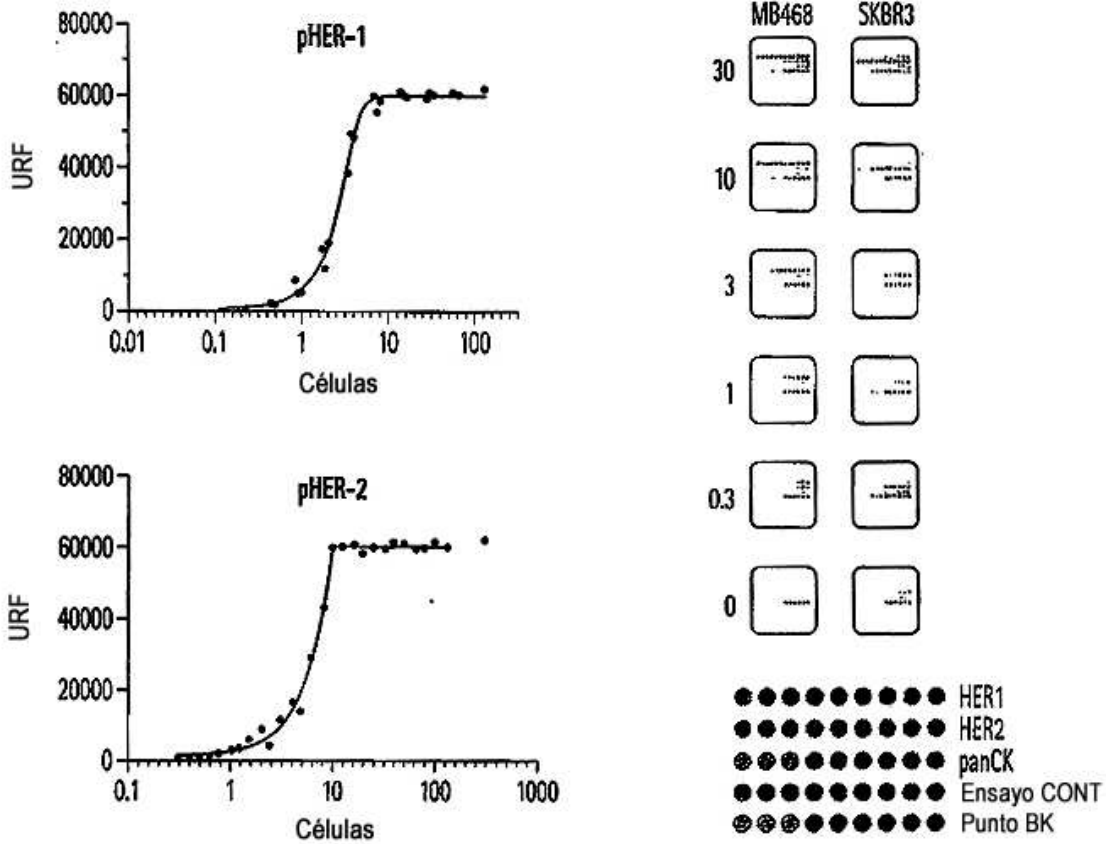 pHER-1
URF
80000
60000
40000
20000
0
0.01 0.1 1 10 100
Células
pHER-2
URF
80000
60000
40000
20000
0
0.1 1 10 100 1000
Células
MB468 SKBR3
30
10
3
1
0.3
0
HER1
HER2
panCK
Ensayo CONT
Punto BK